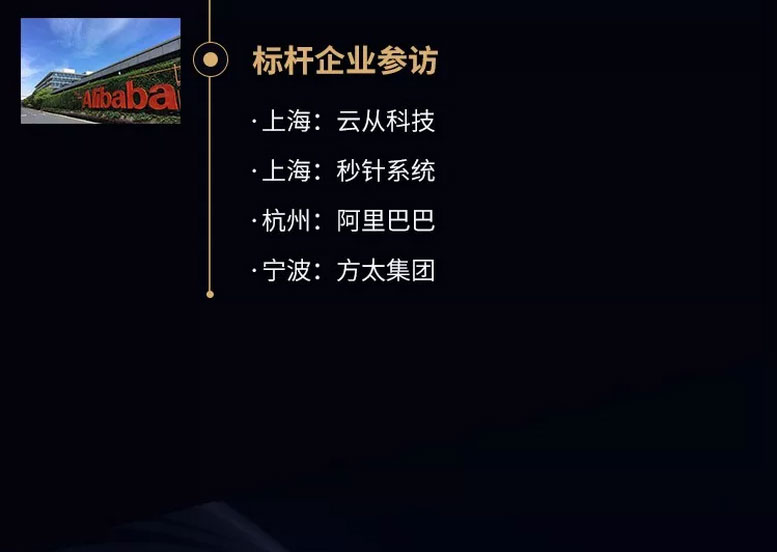 Alibaba
标杆企业参访
·上海：云从科技
·上海：秒针系统
·杭州：阿里巴巴
·宁波：方太集团